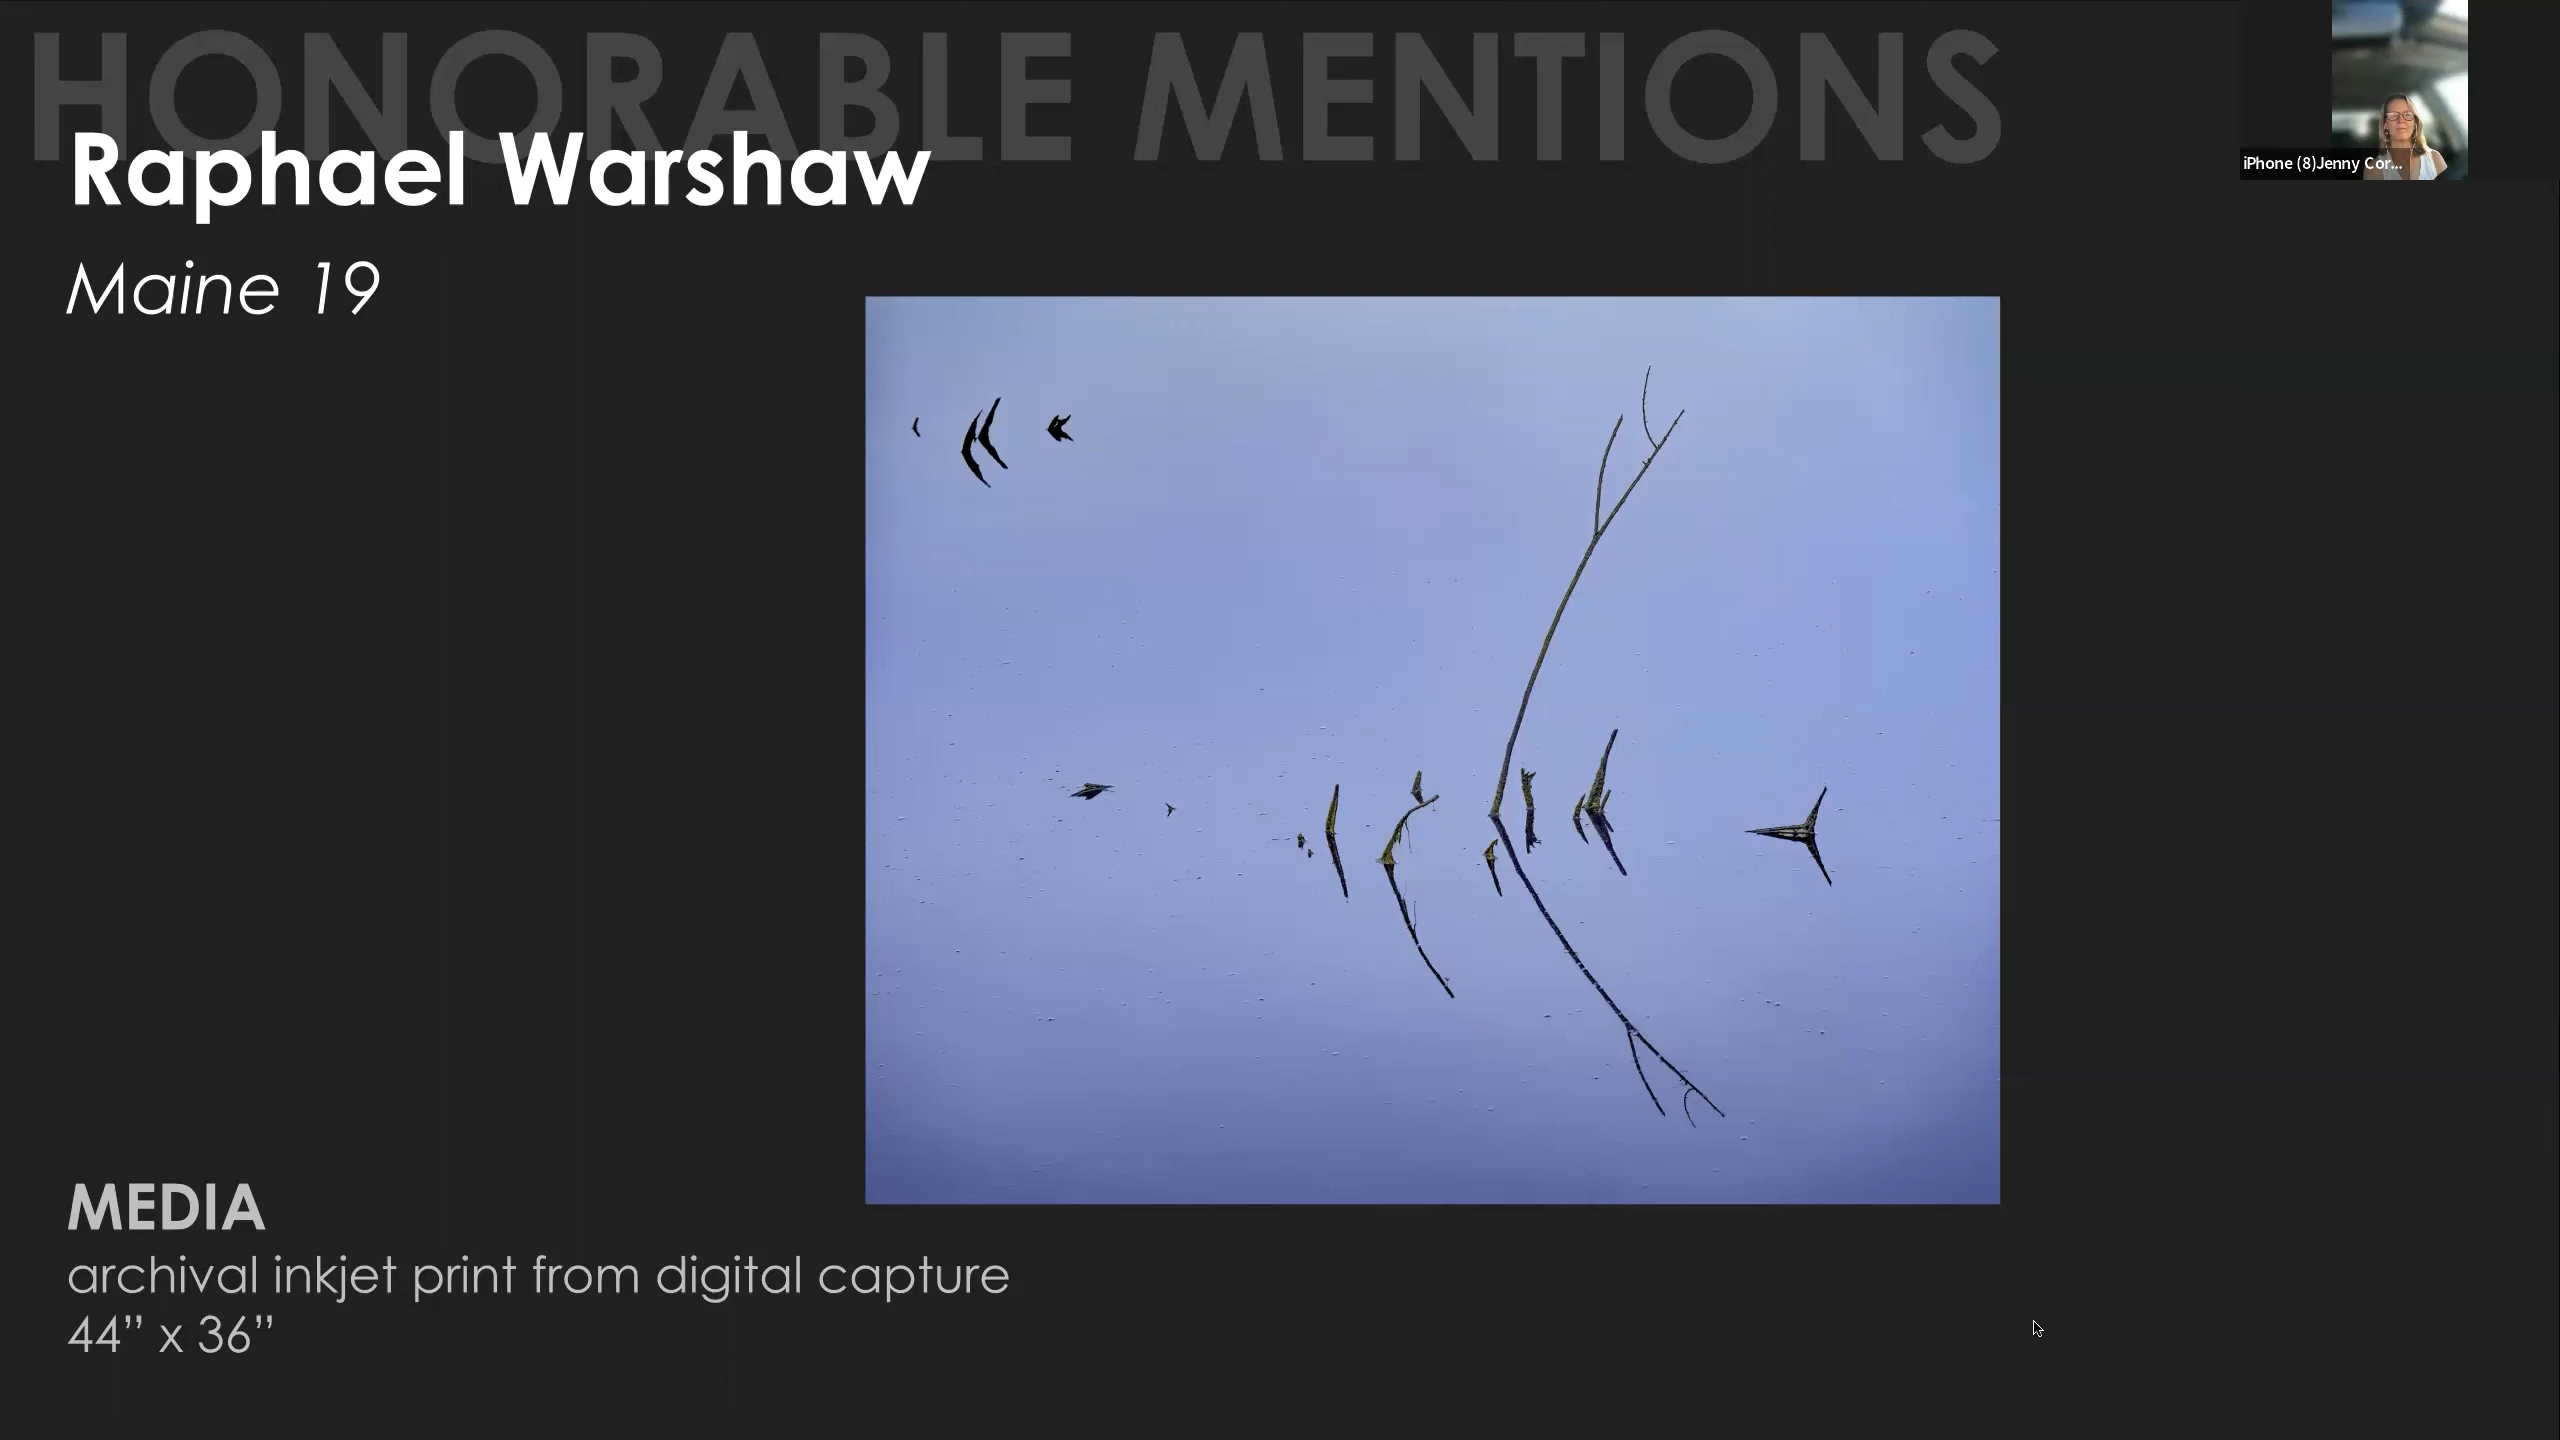 HONORABLE MENTIONS
Raphael Warshaw
Maine 19
iPhone (8)Jenny Cor...
MEDIA
archival inkjet print from digital capture
44” x 36”